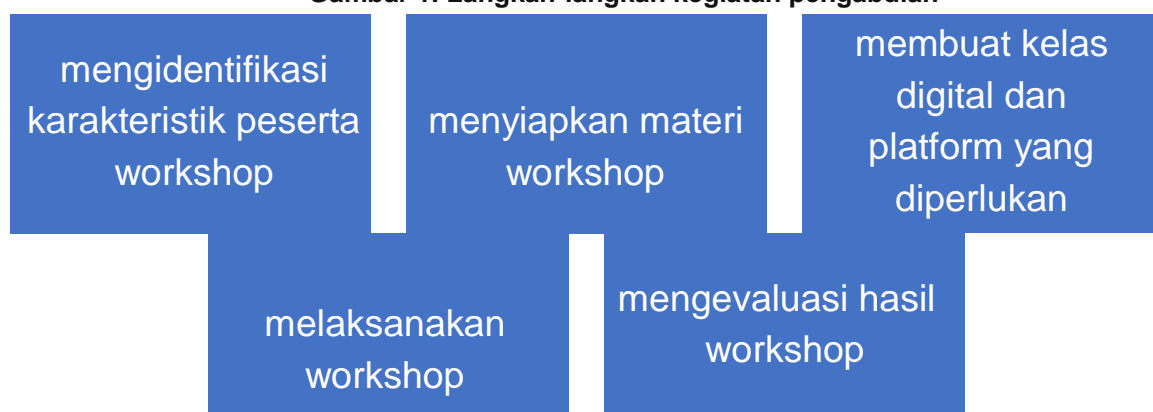 mengidentifikasi
karakteristik peserta
workshop
menyiapkan materi
workshop
membuat kelas
digital dan
platform yang
diperlukan
melaksanakan
workshop
mengevaluasi hasil
workshop